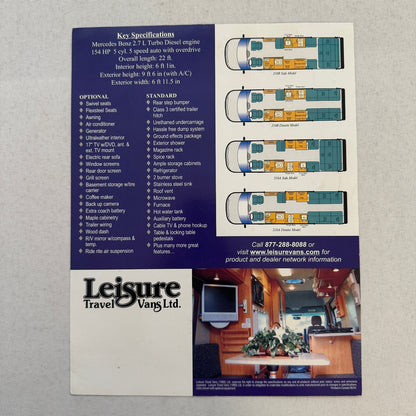 Key Specifications
Mercedes Benz 2.7 L Turbo Diesel engine
154 HP 5 cyl. 5 speed auto with overdrive
Overall length: 22 ft.
Interior height: 6 ft 1in.
Exterior height: 9 ft 6 in (with A/C)
Exterior width: 6 ft 11.5 in
OPTIONAL
Swivel seats
Flexsteel Seats
Awning
Air conditioner
Generator
Ultraleather interior
17" TV w/DVD, ant. &
ext. TV mount
Electric rear sofa
Window screens
Rear door screen
Grill screen
Basement storage w/tire
carrier
Coffee maker
Back up camera
Extra coach battery
Maple cabinetry
Trailer wiring
Wood dash
R/V mirror w/compass &
temp.
Ride rite air suspension
STANDARD
Rear step bumper
Class 3 certified trailer
hitch
Urethaned undercarriage
Hassle free dump system
Ground effects package
Exterior shower
Magazine rack
Spice rack
Ample storage cabinets
Refrigerator
2 burner stove
Stainless steel sink
Roof vent
Microwave
Furnace
Hot water tank
Auxiliary battery
Cable TV & phone hookup
Table & locking table
pedestals
Plus many more great
features...
Call 877-288-8088 or
visit www.leisurevans.com for
product and dealer network information
Leisure
Travel Vans Ltd.